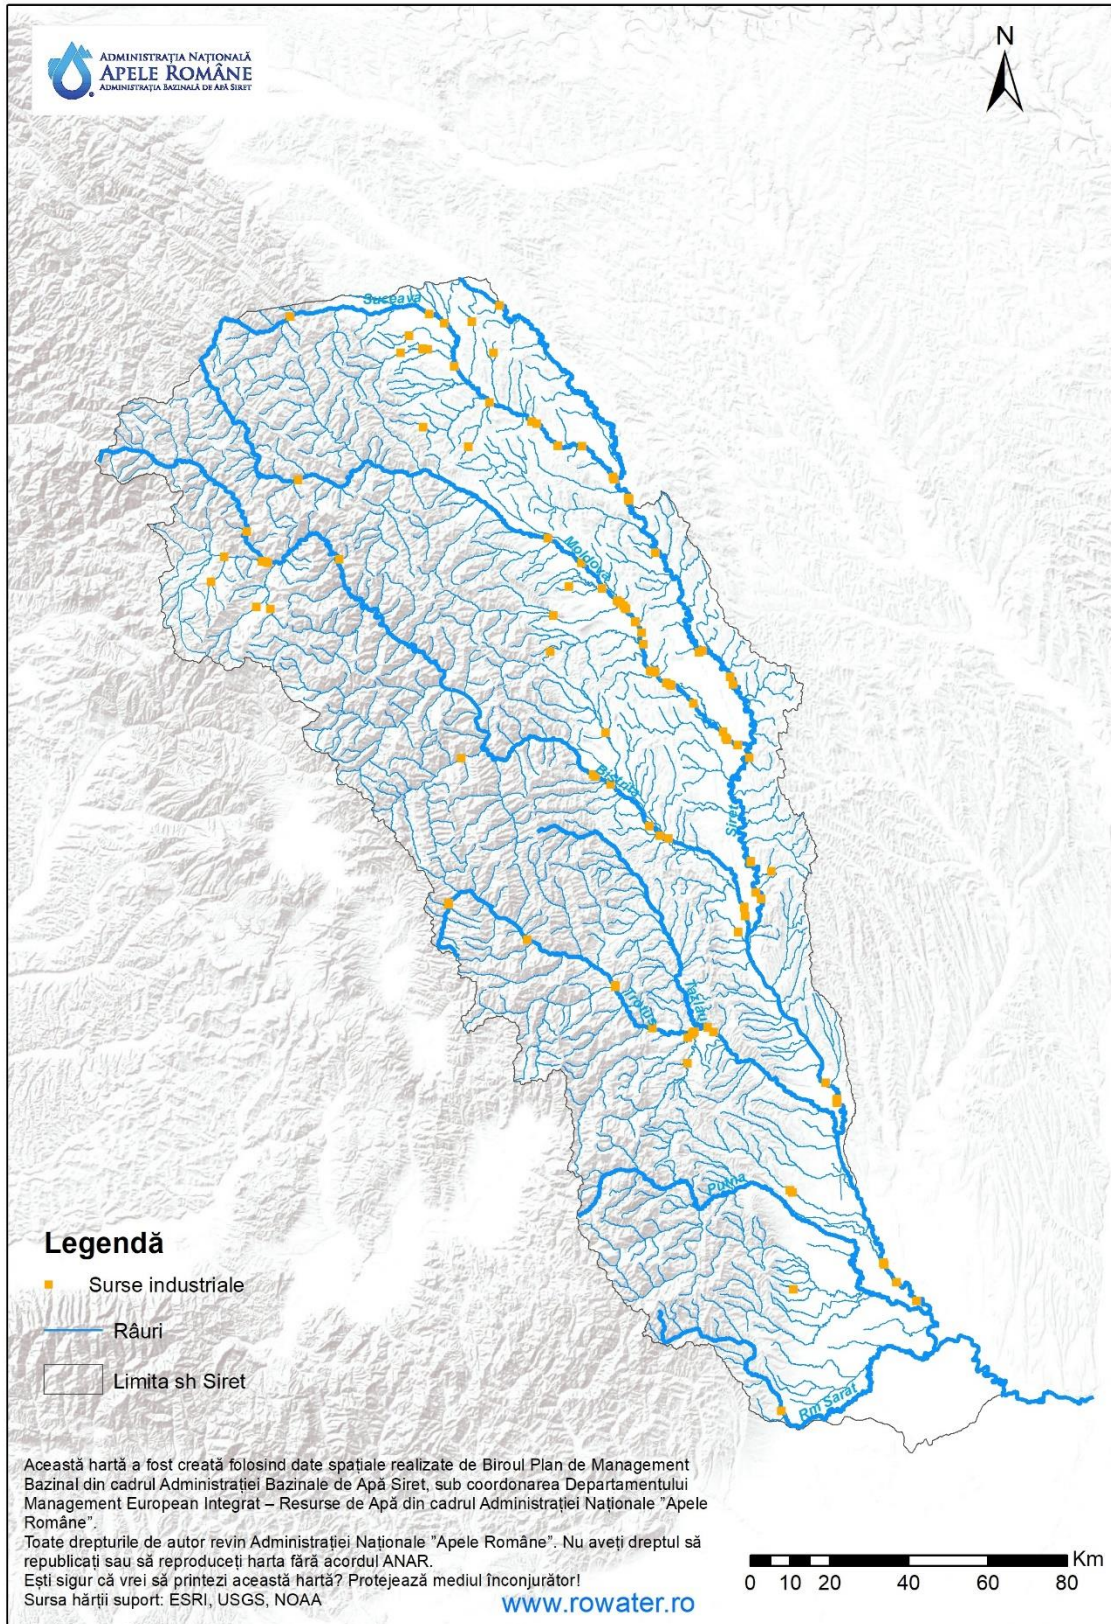 ADMINISTRAȚIA NAȚIONALĂ
APELE ROMÂNE
ADMINISTRAȚIA BAZINALĂ DE APĂ SIRET
N
Suceava
Moldova
Bistrita
Siret
Tazlau
Trotus
Putna
Rm Sarat
Legendă
Surse industriale
Râuri
Limita sh Siret
Această hartă a fost creată folosind date spațiale realizate de Biroul Plan de Management
Bazinal din cadrul Administrației Bazinale de Apă Siret, sub coordonarea Departamentului
Management European Integrat – Resurse de Apă din cadrul Administrației Naționale "Apele
Române".
Toate drepturile de autor revin Administrației Naționale "Apele Române". Nu aveți dreptul să
republicați sau să reproduceți harta fără acordul ANAR.
Ești sigur că vrei să printezi această hartă? Protejează mediul înconjurător!
Sursa hărții suport: ESRI, USGS, NOAA
www.rowater.ro
Km
0 10 20 40 60 80